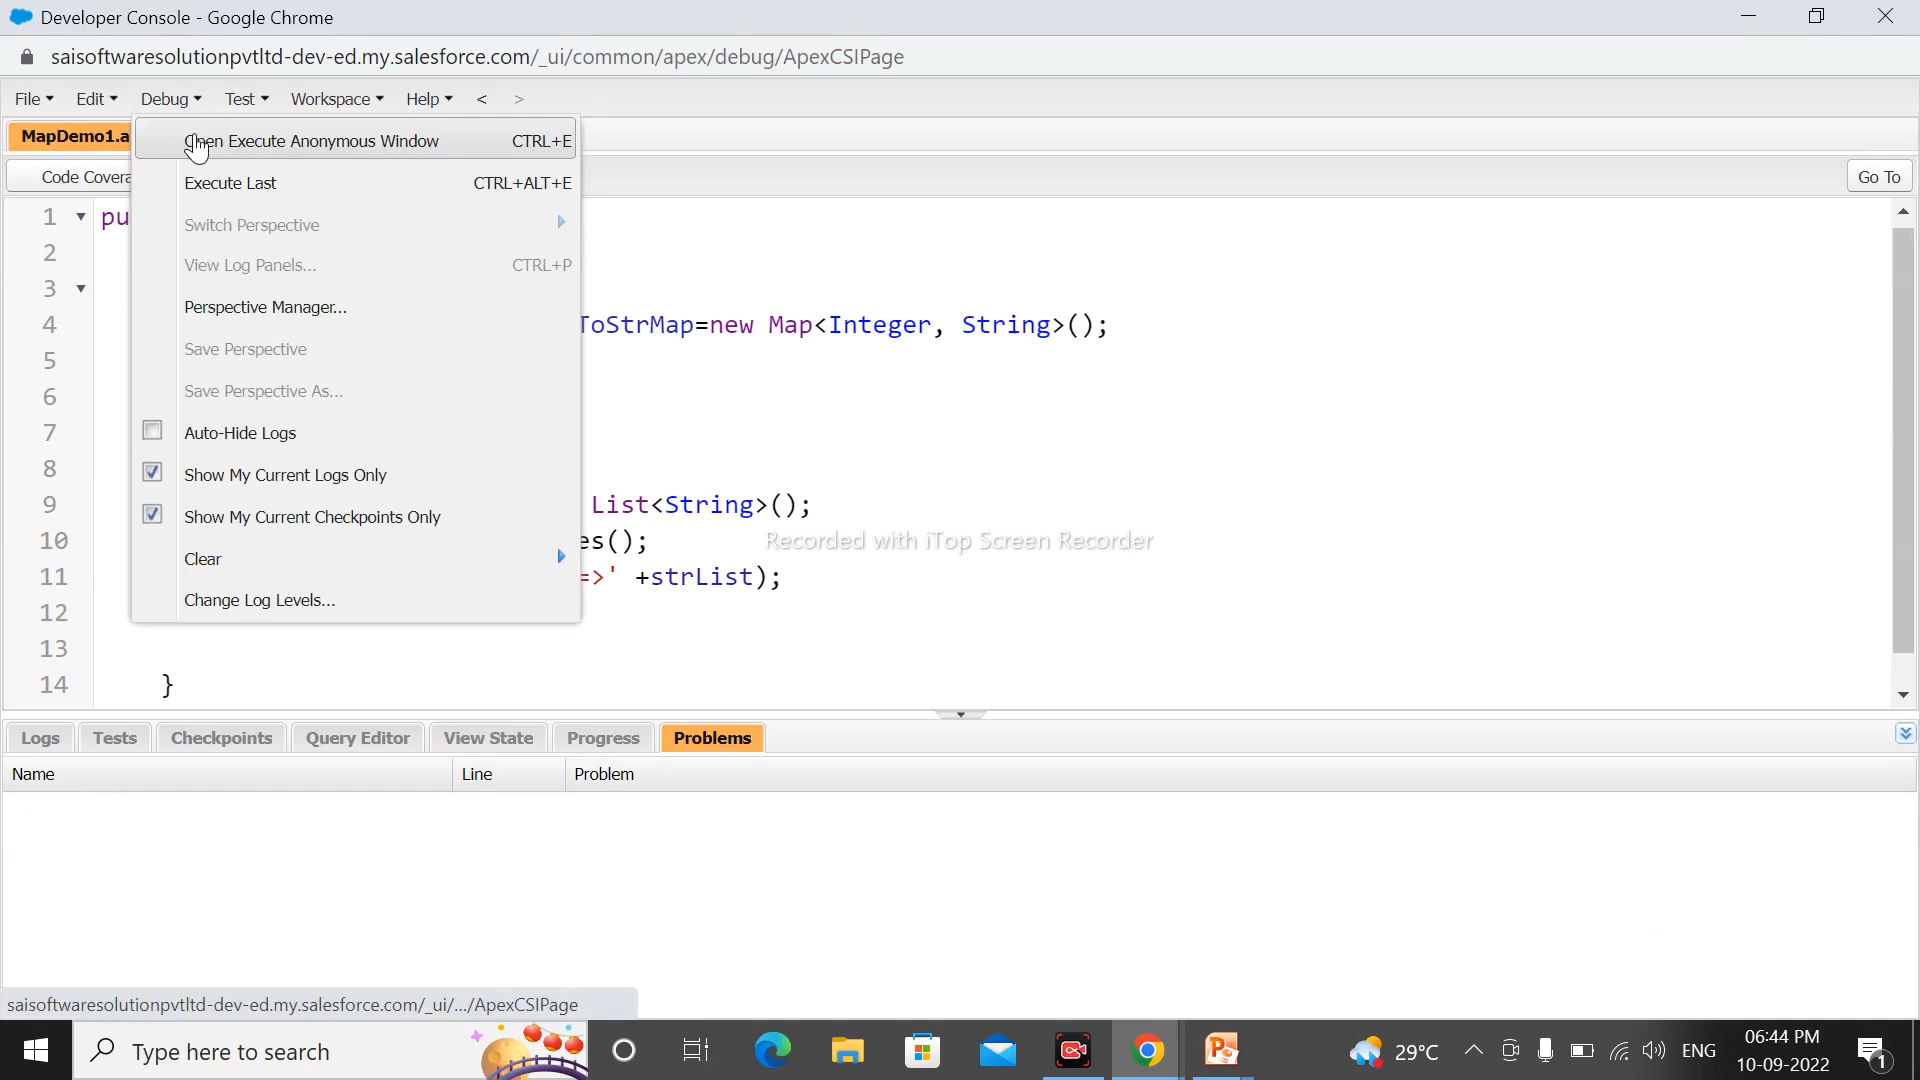 Developer Console - Google Chrome
saisoftwaresolutionpvtltd-dev-ed.my.salesforce.com/_ui/common/apex/debug/ApexCSIPage
File Edit Debug Test Workspace Help < >
MapDemo1.a
Open Execute Anonymous Window CTRL+E
Code Covera
Go To
Execute Last CTRL+ALT+E
Switch Perspective
View Log Panels... CTRL+P
Perspective Manager...
Save Perspective
Save Perspective As...
Auto-Hide Logs
Show My Current Logs Only
Show My Current Checkpoints Only
Clear
Change Log Levels...
1 pu
2
3
4 ToStrMap=new Map<Integer, String>();
5
6
7
8
9 List<String>();
10 es();
11 =>' +strList);
12
13
14 }
Recorded with iTop Screen Recorder
Logs Tests Checkpoints Query Editor View State Progress Problems
Name Line Problem
saisoftwaresolutionpvtltd-dev-ed.my.salesforce.com/_ui/.../ApexCSIPage
Type here to search
29°C
ENG
06:44 PM
10-09-2022
1